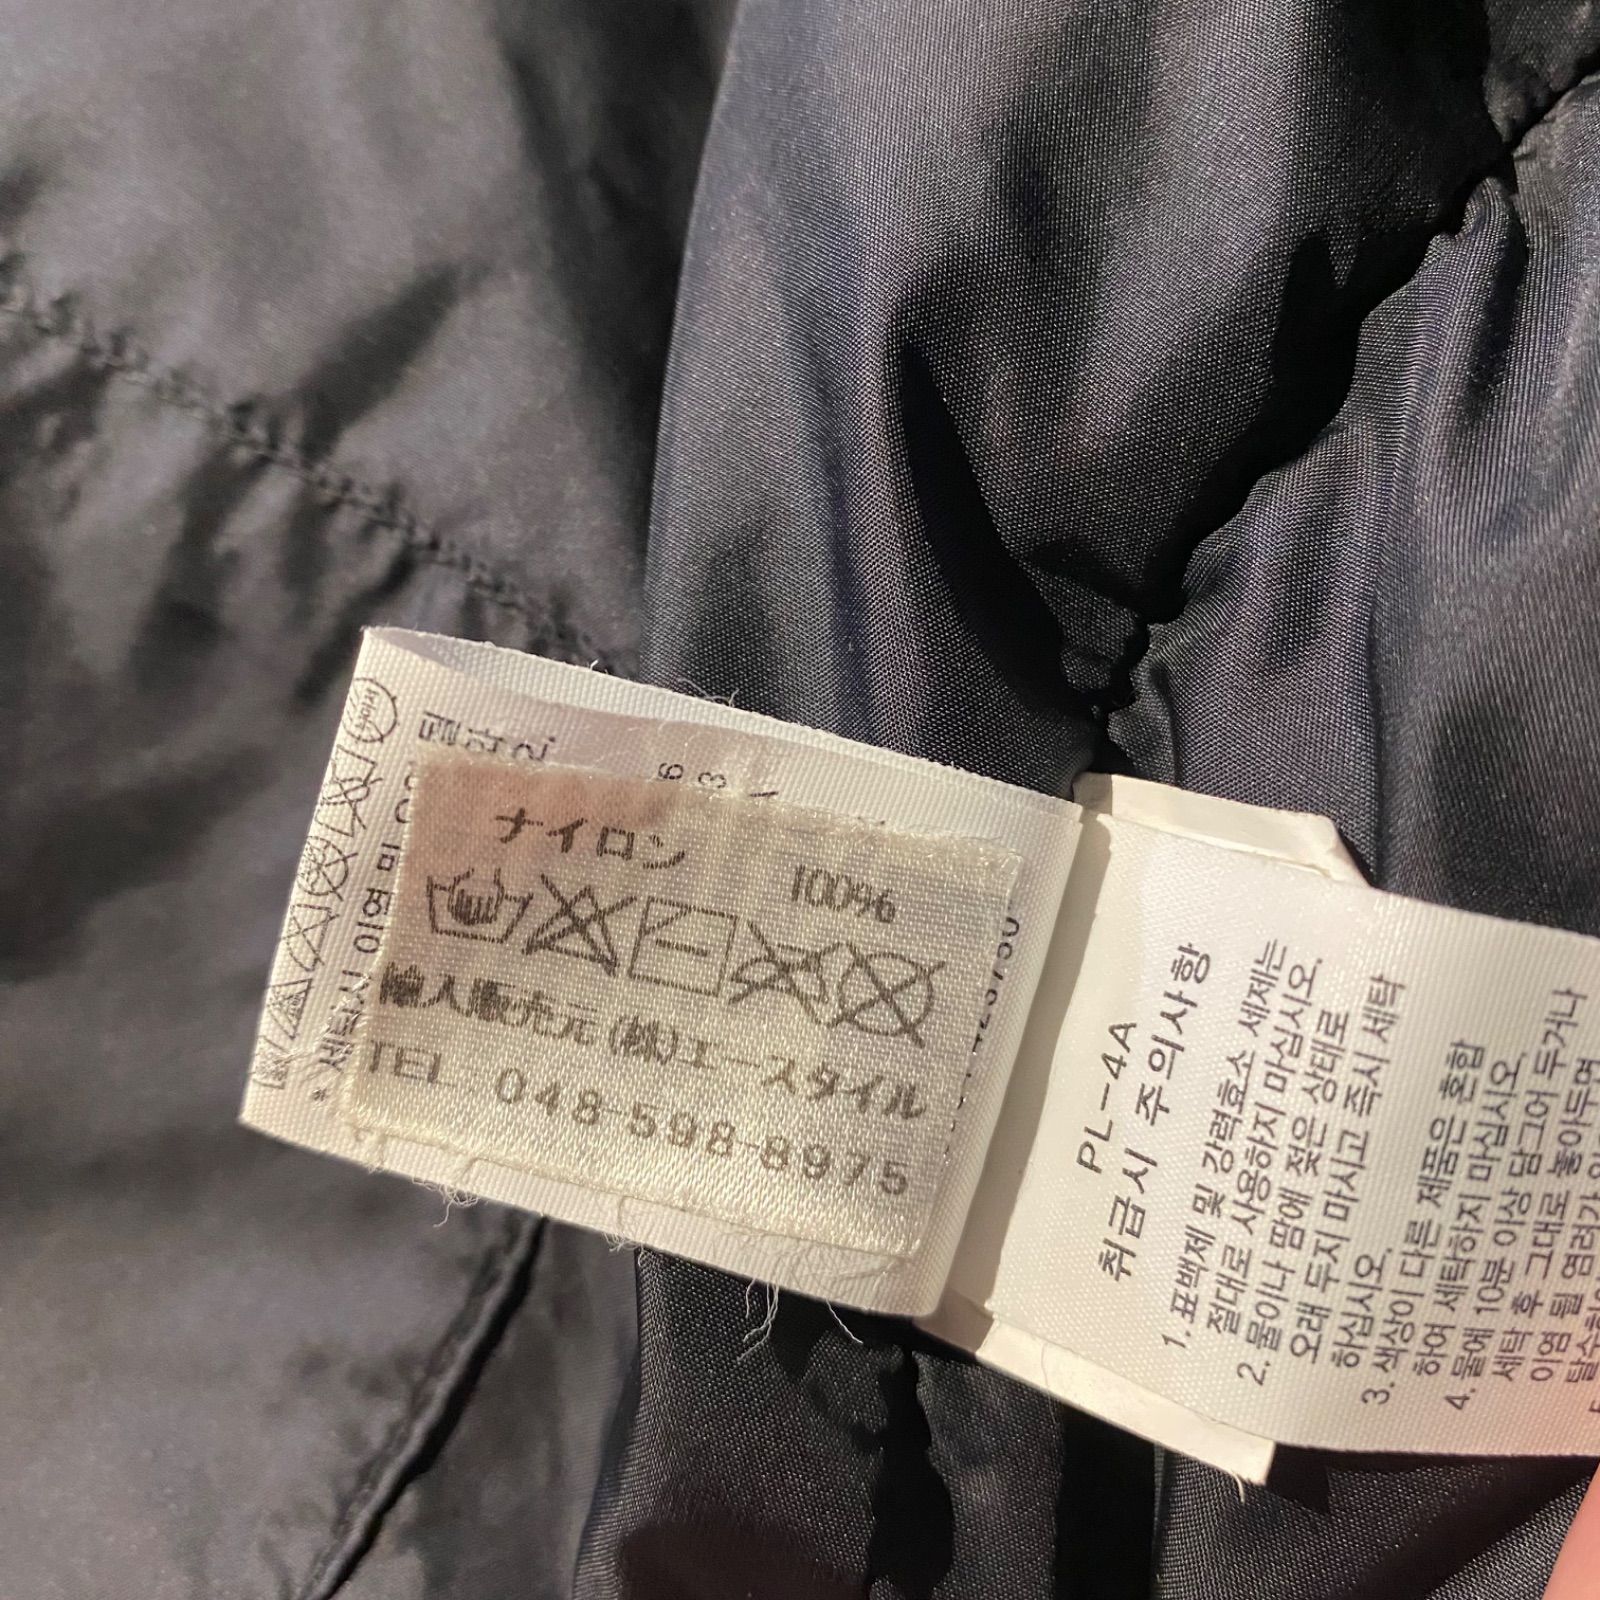 ナイロン 100%
輸入販売元(株)エースタイル
TEL 048-598-8975
PL-4A
취급시 주의사항
1. 표백제 및 강력효소 세제는
절대로 사용하지 마십시오.
2. 물이나 땀에 젖은 상태로
오래 두지 마시고 즉시 세탁
하십시오.
3. 색상이 다른 제품은 혼합
하여 세탁하지 마십시오.
4. 물에 10분 이상 담그어 두거나
세탁 후 그대로 놓아두면
이염 될 염려가